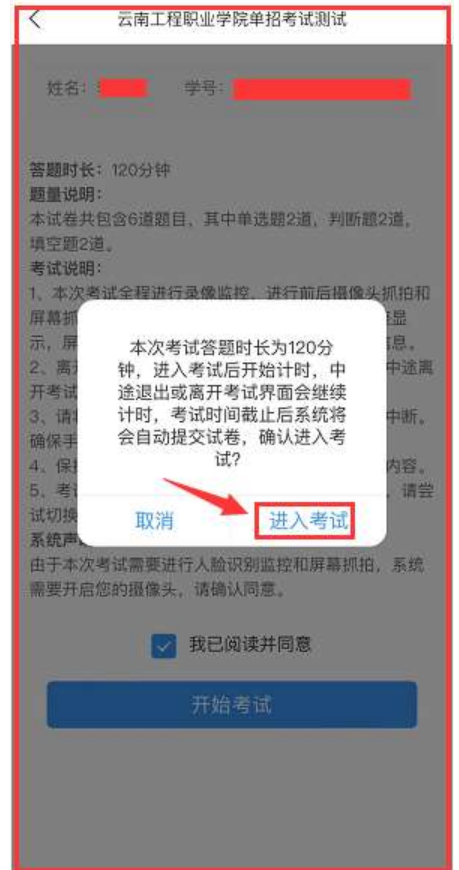 云南工程职业学院单招考试测试
姓名：
学号：
答题时长：120分钟
题量说明：
本试卷共包含6道题目，其中单选题2道，判断题2道，
填空题2道。
考试说明：
1、本次考试全程进行录像监控，进行前后摄像头抓拍和
屏幕抓
显
示，屏
息。
2、离
中途离
开考试
3、请
中断。
确保手
4、保
内容。
5、考
，请尝
试切换
系统声
由于本次考试需要进行人脸识别监控和屏幕抓拍，系统
需要开启您的摄像头，请确认同意。
本次考试答题时长为120分
钟，进入考试后开始计时，中
途退出或离开考试界面会继续
计时，考试时间截止后系统将
会自动提交试卷，确认进入考
试?
取消
进入考试
我已阅读并同意
开始考试